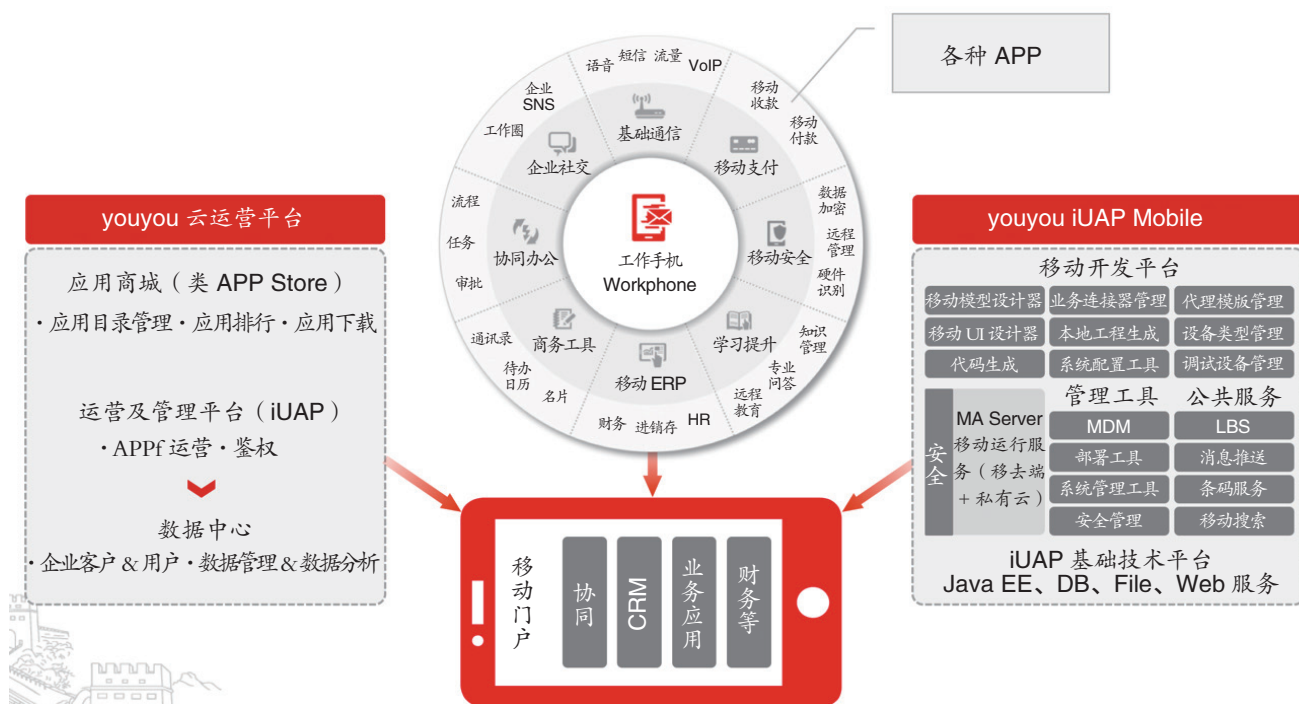 各种 APP
语音
短信
流量
VoIP
基础通信
移动
收款
移动
付款
移动支付
数据
加密
远程
管理
硬件
识别
移动安全
知识
管理
专业
问答
远程
教育
学习提升
HR
进销存
财务
移动 ERP
名片
待办
日历
通讯录
商务工具
审批
任务
流程
协同办公
工作圈
企业
SNS
企业社交
工作手机
Workphone
youyou 云运营平台
应用商城（类 APP Store）
·应用目录管理·应用排行·应用下载
运营及管理平台（iUAP）
·APPf 运营·鉴权
数据中心
·企业客户 & 用户·数据管理 & 数据分析
youyou iUAP Mobile
移动开发平台
移动模型设计器 业务连接器管理 代理模版管理
移动 UI 设计器 本地工程生成 设备类型管理
代码生成 系统配置工具 调试设备管理
安全
MA Server
移动运行服
务（移去端
+ 私有云）
管理工具
MDM
部署工具
系统管理工具
安全管理
公共服务
LBS
消息推送
条码服务
移动搜索
iUAP 基础技术平台
Java EE、DB、File、Web 服务
移动门户
协同
CRM
业务应用
财务等